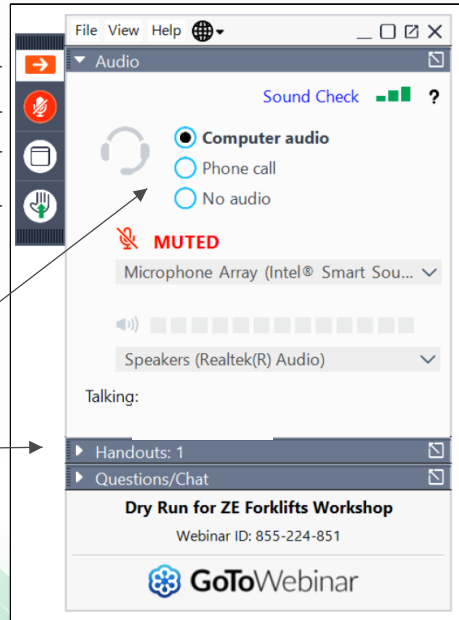 File View Help
Audio
Sound Check ?
Computer audio
Phone call
No audio
MUTED
Microphone Array (Intel® Smart Sou...
Speakers (Realtek(R) Audio)
Talking:
Handouts: 1
Questions/Chat
Dry Run for ZE Forklifts Workshop
Webinar ID: 855-224-851
GoToWebinar